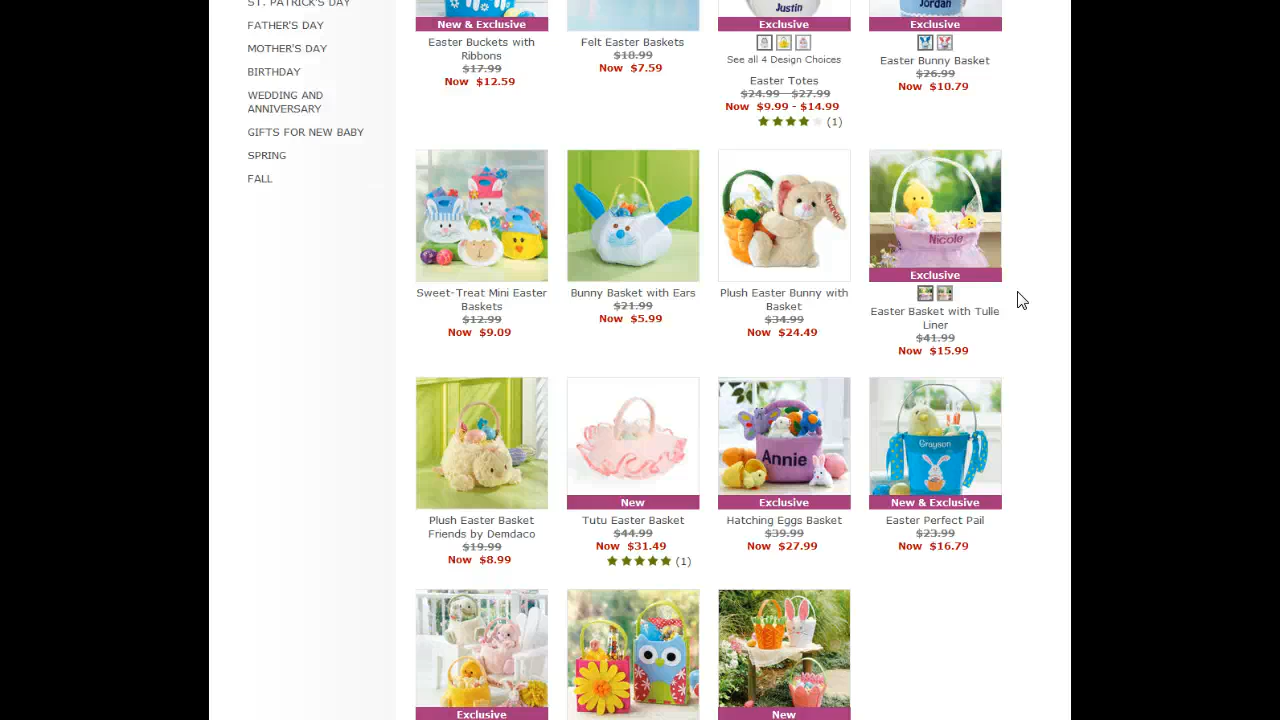 ST. PATRICK'S DAY
FATHER'S DAY
MOTHER'S DAY
BIRTHDAY
WEDDING AND
ANNIVERSARY
GIFTS FOR NEW BABY
SPRING
FALL
New & Exclusive
Easter Buckets with
Ribbons
$17.99
Now $12.59
Felt Easter Baskets
$18.99
Now $7.59
Justin
Exclusive
See all 4 Design Choices
Easter Totes
$24.99 - $27.99
Now $9.99 - $14.99
(1)
Jordan
Exclusive
Easter Bunny Basket
$26.99
Now $10.79
Sweet-Treat Mini Easter
Baskets
$12.99
Now $9.09
Bunny Basket with Ears
$21.99
Now $5.99
Plush Easter Bunny with
Basket
$34.99
Now $24.49
Nicole
Exclusive
Easter Basket with Tulle
Liner
$41.99
Now $15.99
Plush Easter Basket
Friends by Demdaco
$19.99
Now $8.99
New
Tutu Easter Basket
$44.99
Now $31.49
(1)
Annie
Exclusive
Hatching Eggs Basket
$39.99
Now $27.99
Grayson
New & Exclusive
Easter Perfect Pail
$23.99
Now $16.79
Exclusive
New